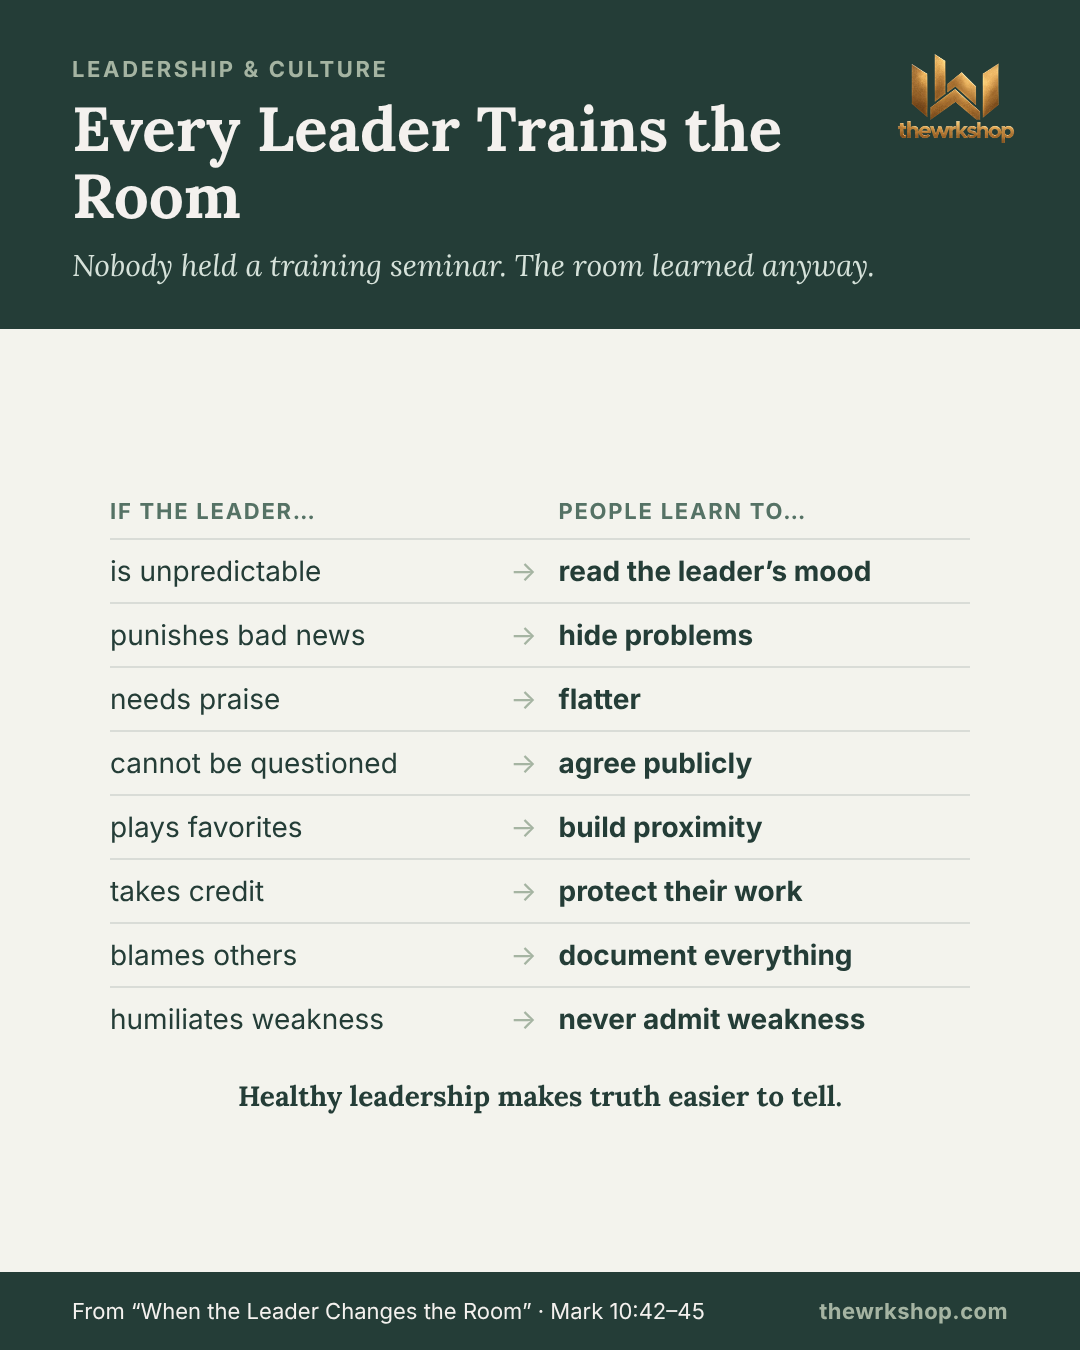 LEADERSHIP & CULTURE
thewrkshop
Every Leader Trains the
Room
Nobody held a training seminar. The room learned anyway.
IF THE LEADER… PEOPLE LEARN TO…
is unpredictable → read the leader’s mood
punishes bad news → hide problems
needs praise → flatter
cannot be questioned → agree publicly
plays favorites → build proximity
takes credit → protect their work
blames others → document everything
humiliates weakness → never admit weakness
Healthy leadership makes truth easier to tell.
From “When the Leader Changes the Room” · Mark 10:42–45 thewrkshop.com